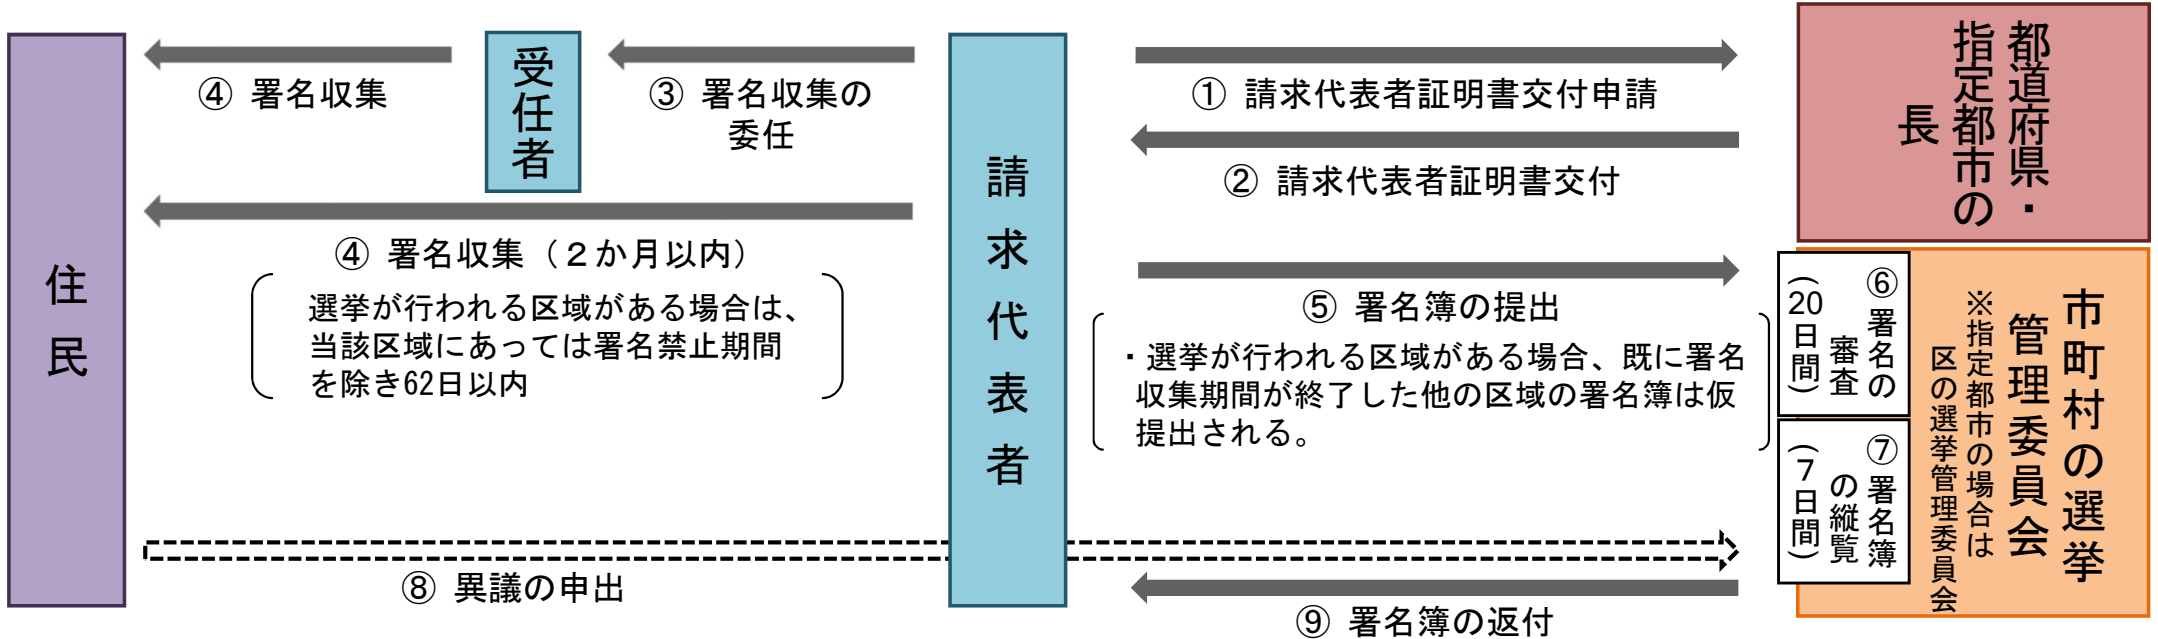 住民
④ 署名収集
受任者
③ 署名収集の
委任
④ 署名収集（２か月以内）
選挙が行われる区域がある場合は、
当該区域にあっては署名禁止期間
を除き62日以内
請求代表者
① 請求代表者証明書交付申請
② 請求代表者証明書交付
⑤ 署名簿の提出
・選挙が行われる区域がある場合、既に署名
収集期間が終了した他の区域の署名簿は仮
提出される。
都道府県・
指定都市の
長
⑥署名の
審査
(20日間)
⑦署名簿
の縦覧
(７日間)
市町村の選挙
管理委員会
※指定都市の場合は
区の選挙管理委員会
⑧ 異議の申出
⑨ 署名簿の返付